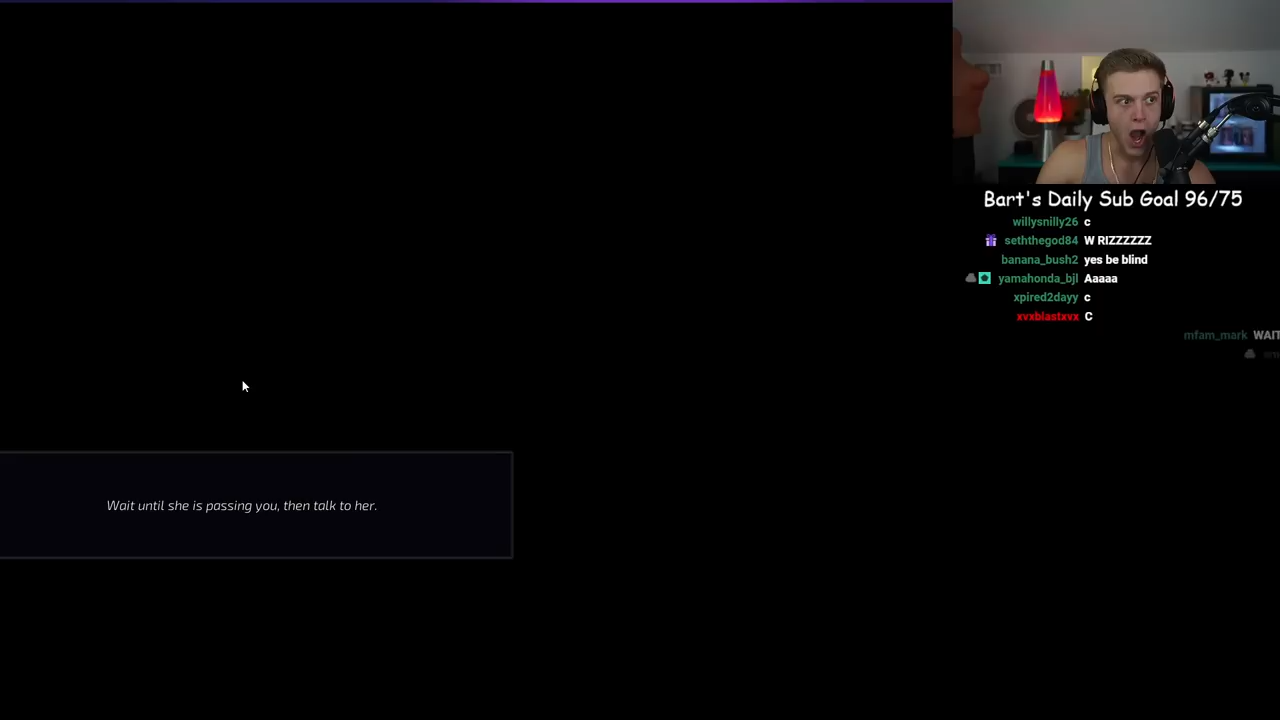 Bart's Daily Sub Goal 96/75
willysnilly26 c
seththegod84 W RIZZZZZZ
banana_bush2 yes be blind
yamahonda_bjl Aaaaa
xpired2dayy c
xvxblastxvx C
mfam_mark WAIT
Wait until she is passing you, then talk to her.